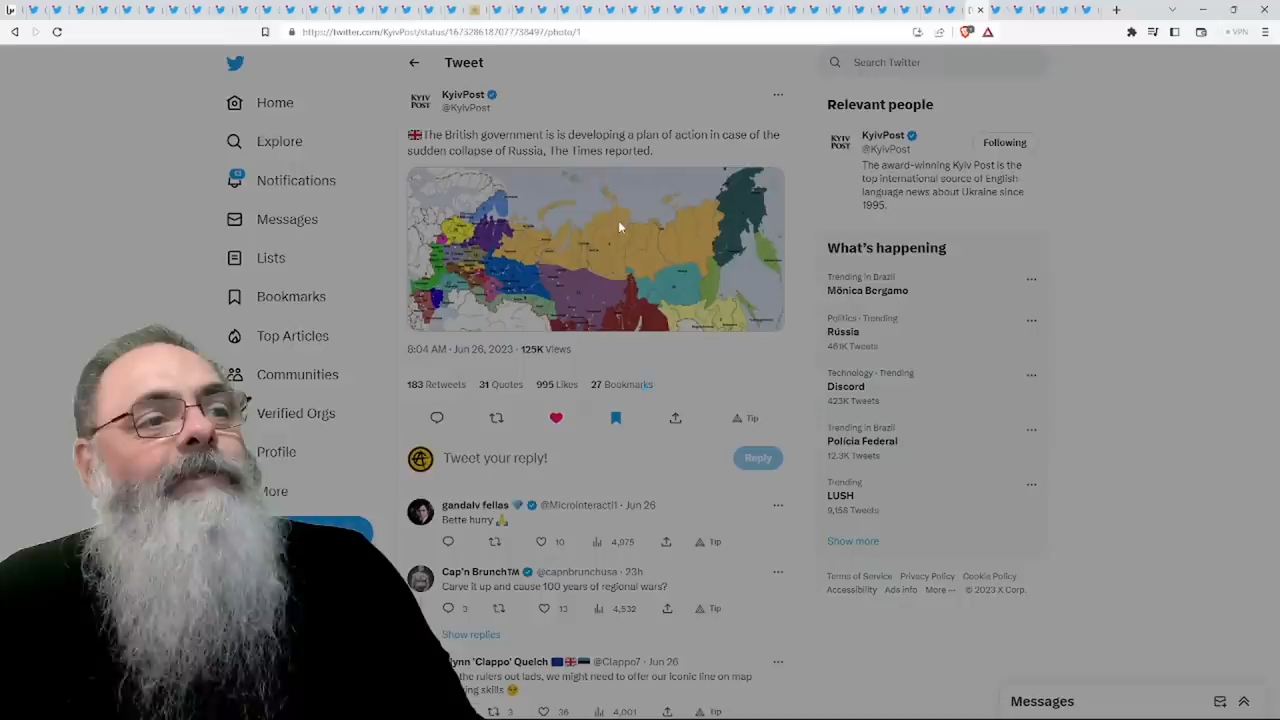 https://twitter.com/KyivPost/status/1673286187077738497/photo/1
VPN
Home
Explore
Notifications
Messages
Lists
Bookmarks
Top Articles
Communities
Verified Orgs
Profile
More
Tweet
KyivPost
@KyivPost
The British government is is developing a plan of action in case of the
sudden collapse of Russia, The Times reported.
8:04 AM · Jun 26, 2023 · 125K Views
183 Retweets 31 Quotes 995 Likes 27 Bookmarks
Tip
Tweet your reply!
Reply
gandalv fellas @Microinteracti1 · Jun 26
Bette hurry
10 4,975 Tip
Cap'n Brunch™ @capnbrunchusa · 23h
Carve it up and cause 100 years of regional wars?
3 13 4,532 Tip
Show replies
'Clappo' Quelch @Clappo7 · Jun 26
the rulers out lads, we might need to offer our iconic line on map
skills
3 36 4,001 Tip
Search Twitter
Relevant people
KyivPost
@KyivPost
Following
The award-winning Kyiv Post is the
top international source of English-
language news about Ukraine since
1995.
What's happening
Trending in Brazil
Mônica Bergamo
Politics · Trending
Rússia
461K Tweets
Technology · Trending
Discord
423K Tweets
Trending in Brazil
Polícia Federal
12.3K Tweets
Trending
LUSH
9,158 Tweets
Show more
Terms of Service Privacy Policy Cookie Policy
Accessibility Ads info More ··· © 2023 X Corp.
Messages